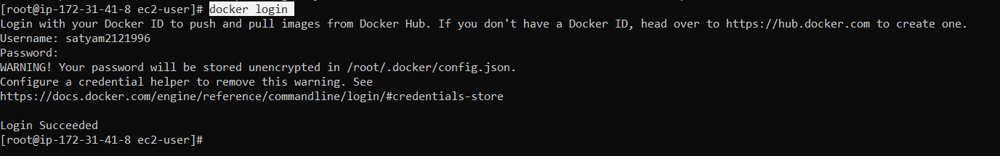 [root@ip-172-31-41-8 ec2-user]# docker login
Login with your Docker ID to push and pull images from Docker Hub. If you don't have a Docker ID, head over to https://hub.docker.com to create one.
Username: satyam2121996
Password:
WARNING! Your password will be stored unencrypted in /root/.docker/config.json.
Configure a credential helper to remove this warning. See
https://docs.docker.com/engine/reference/commandline/login/#credentials-store
Login Succeeded
[root@ip-172-31-41-8 ec2-user]#